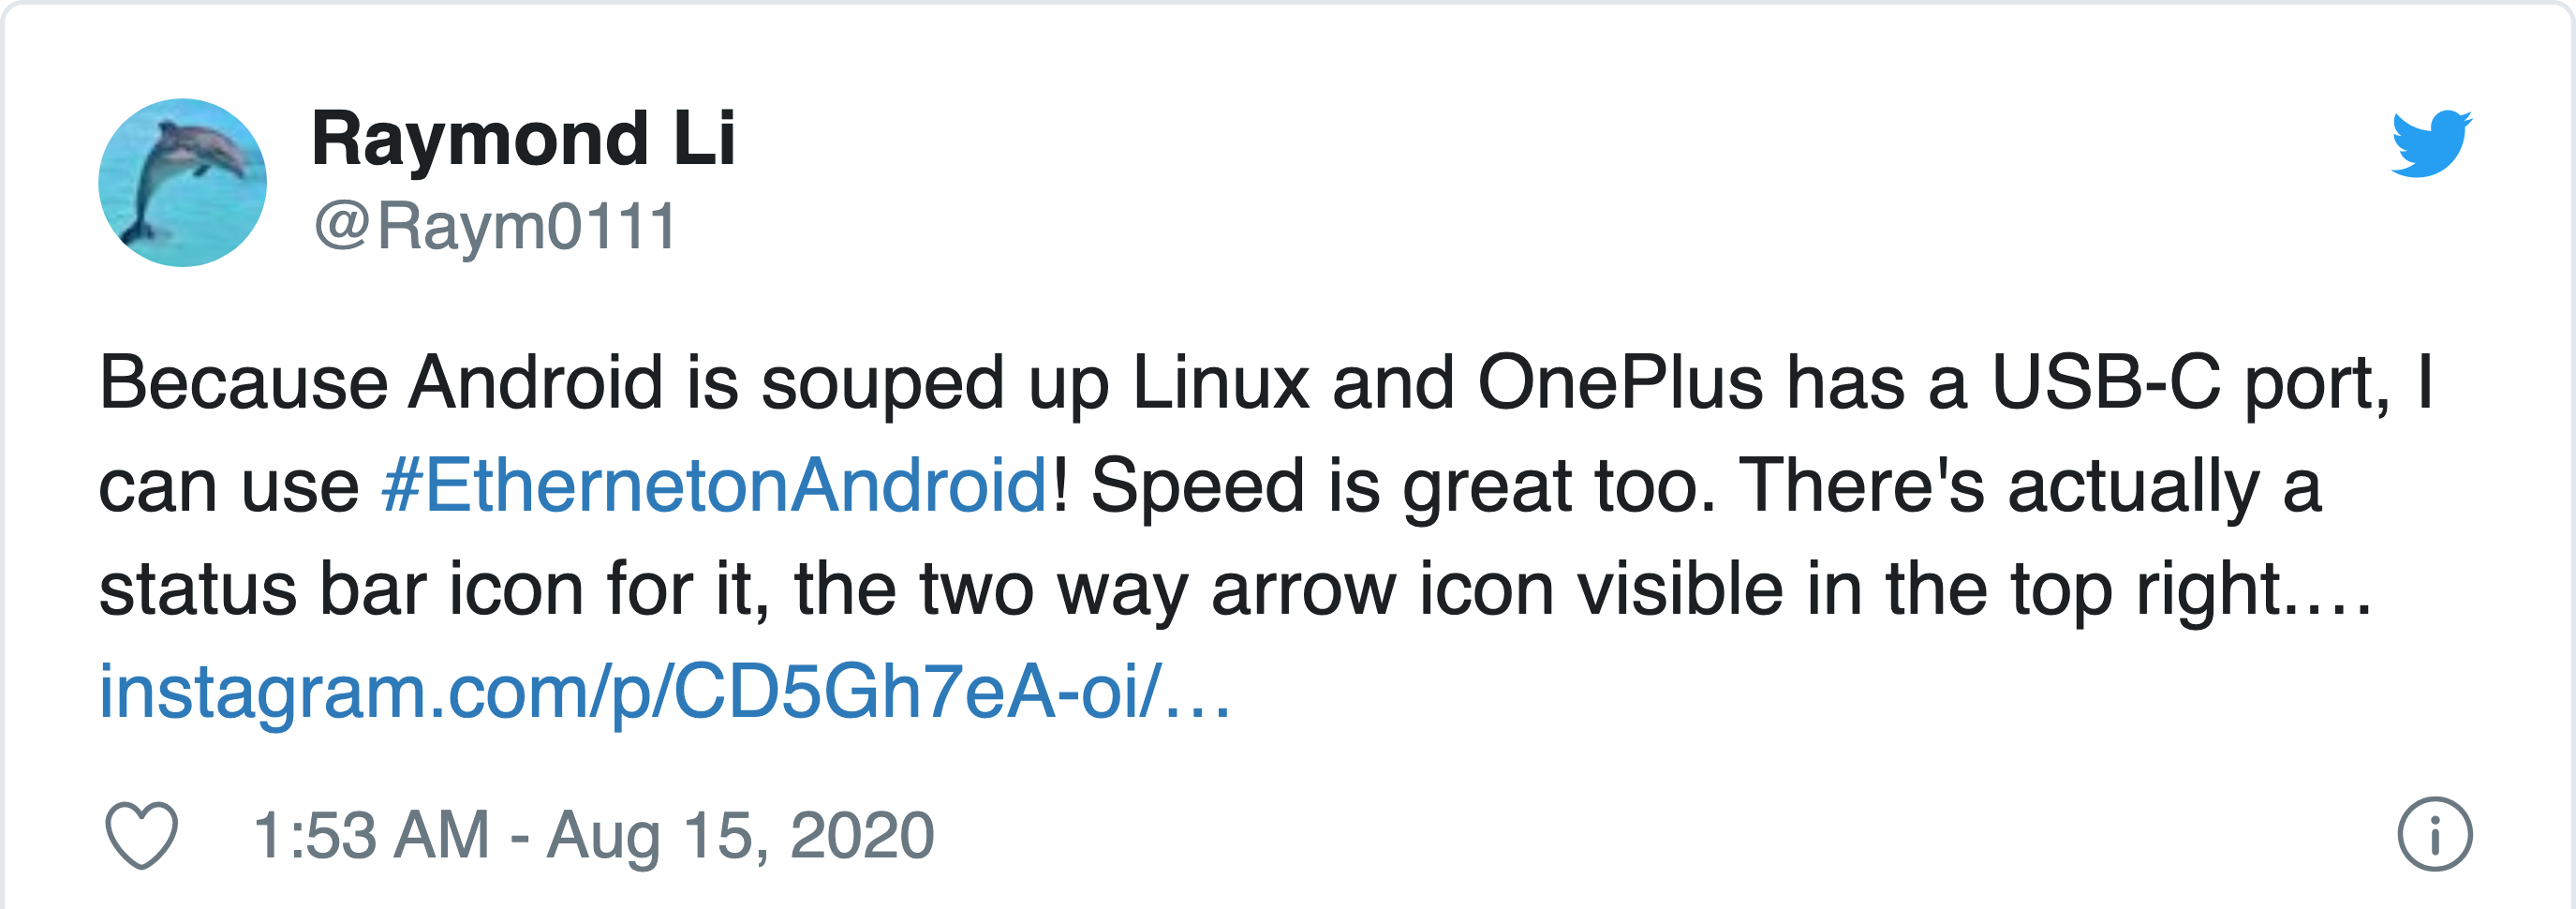 Raymond Li
@Raym0111
Because Android is souped up Linux and OnePlus has a USB-C port, I
can use #EthernetonAndroid! Speed is great too. There's actually a
status bar icon for it, the two way arrow icon visible in the top right.…
instagram.com/p/CD5Gh7eA-oi/…
1:53 AM - Aug 15, 2020